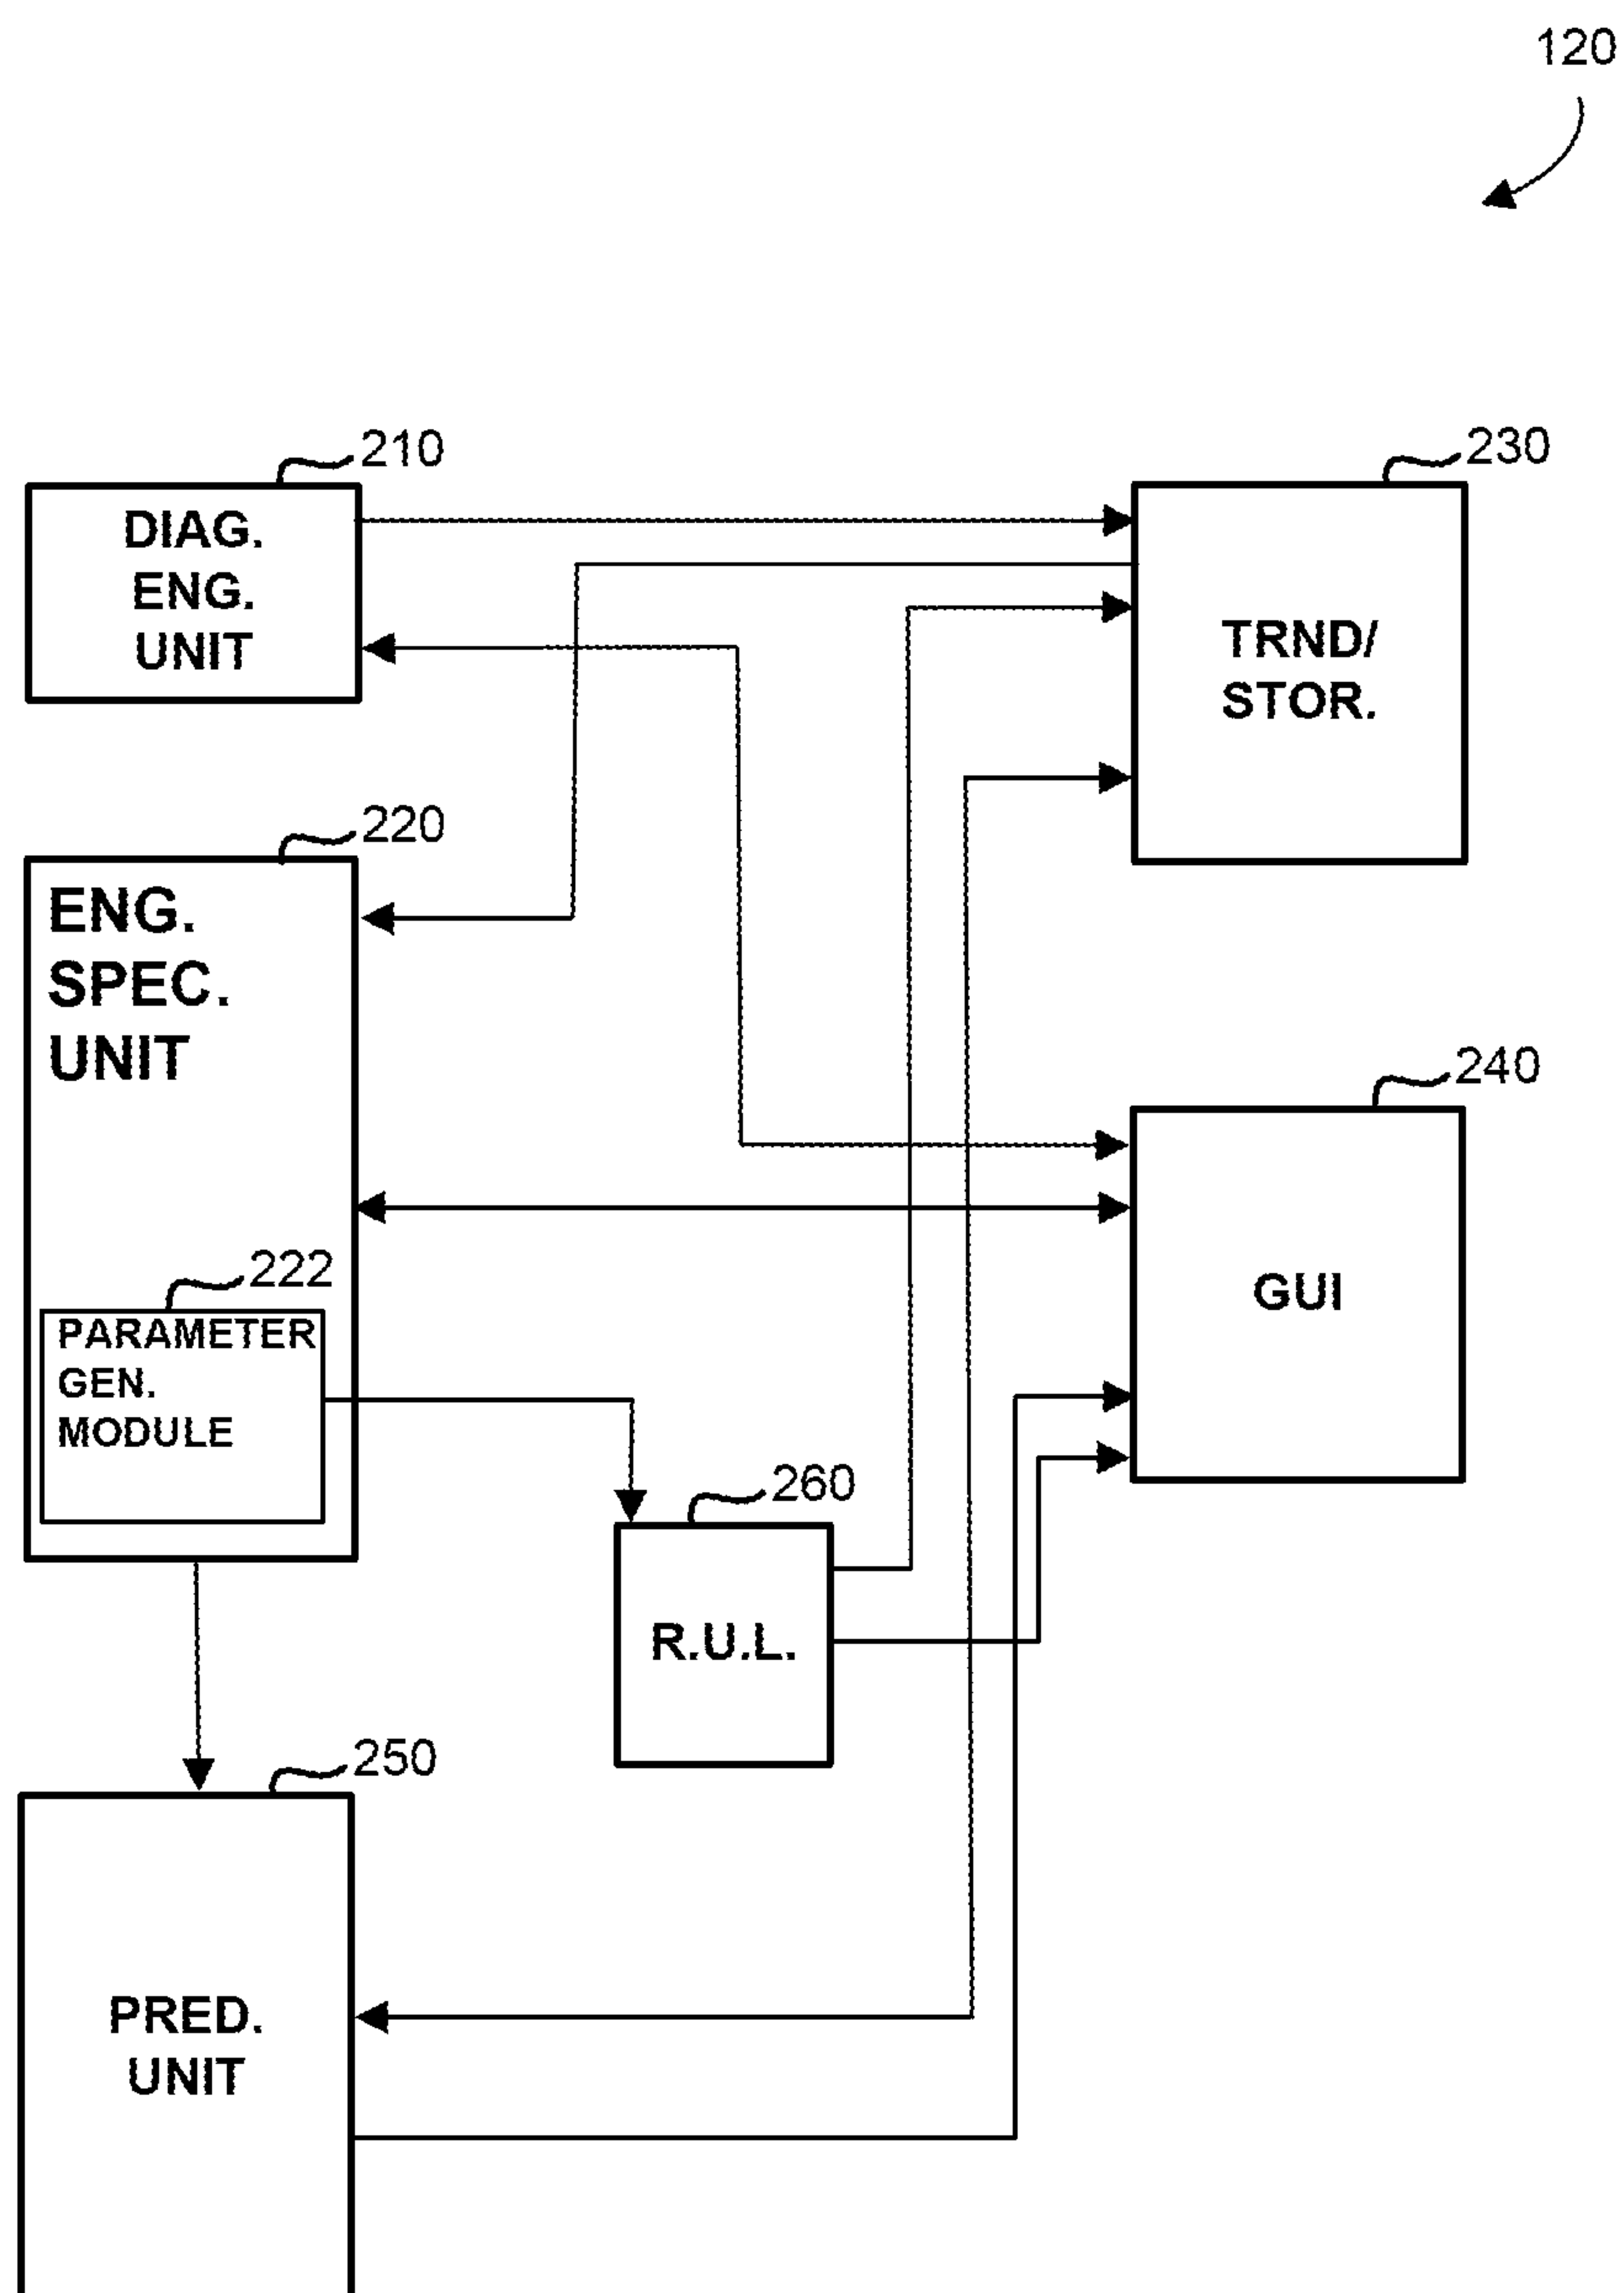 120
210
DIAG.
ENG.
UNIT
230
TRND/
STOR.
220
ENG.
SPEC.
UNIT
240
GUI
222
PARAMETER
GEN.
MODULE
260
R.U.L.
250
PRED.
UNIT